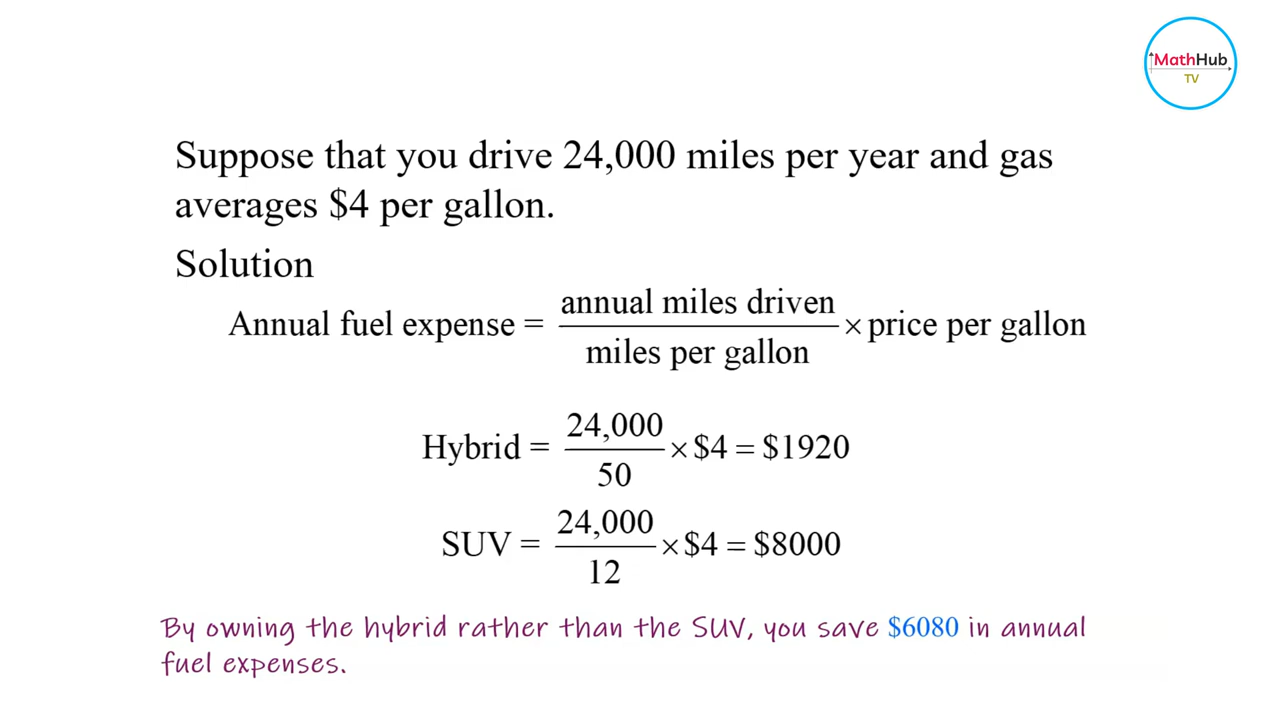 MathHub
TV
Suppose that you drive 24,000 miles per year and gas
averages $4 per gallon.
Solution
Annual fuel expense = annual miles driven / miles per gallon × price per gallon
Hybrid = 24,000 / 50 × $4 = $1920
SUV = 24,000 / 12 × $4 = $8000
By owning the hybrid rather than the SUV, you save $6080 in annual
fuel expenses.